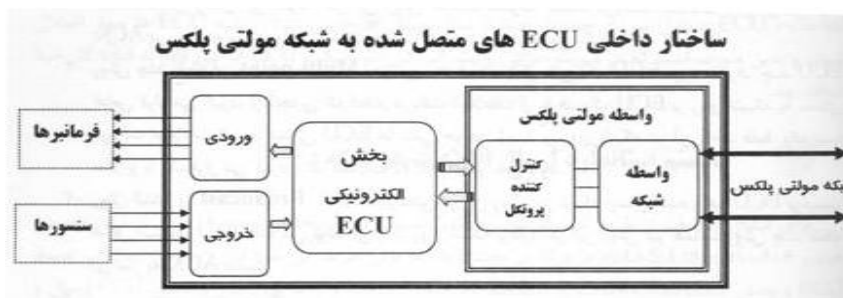 ساختار داخلی ECU های متصل شده به شبکه مولتی پلکس
واسطه مولتی پلکس
فرمانبرها
ورودی
بخش
الکترونیکی
ECU
کنترل
کننده
پروتکل
واسطه
شبکه
بکه مولتی پلکس
سنسورها
خروجی